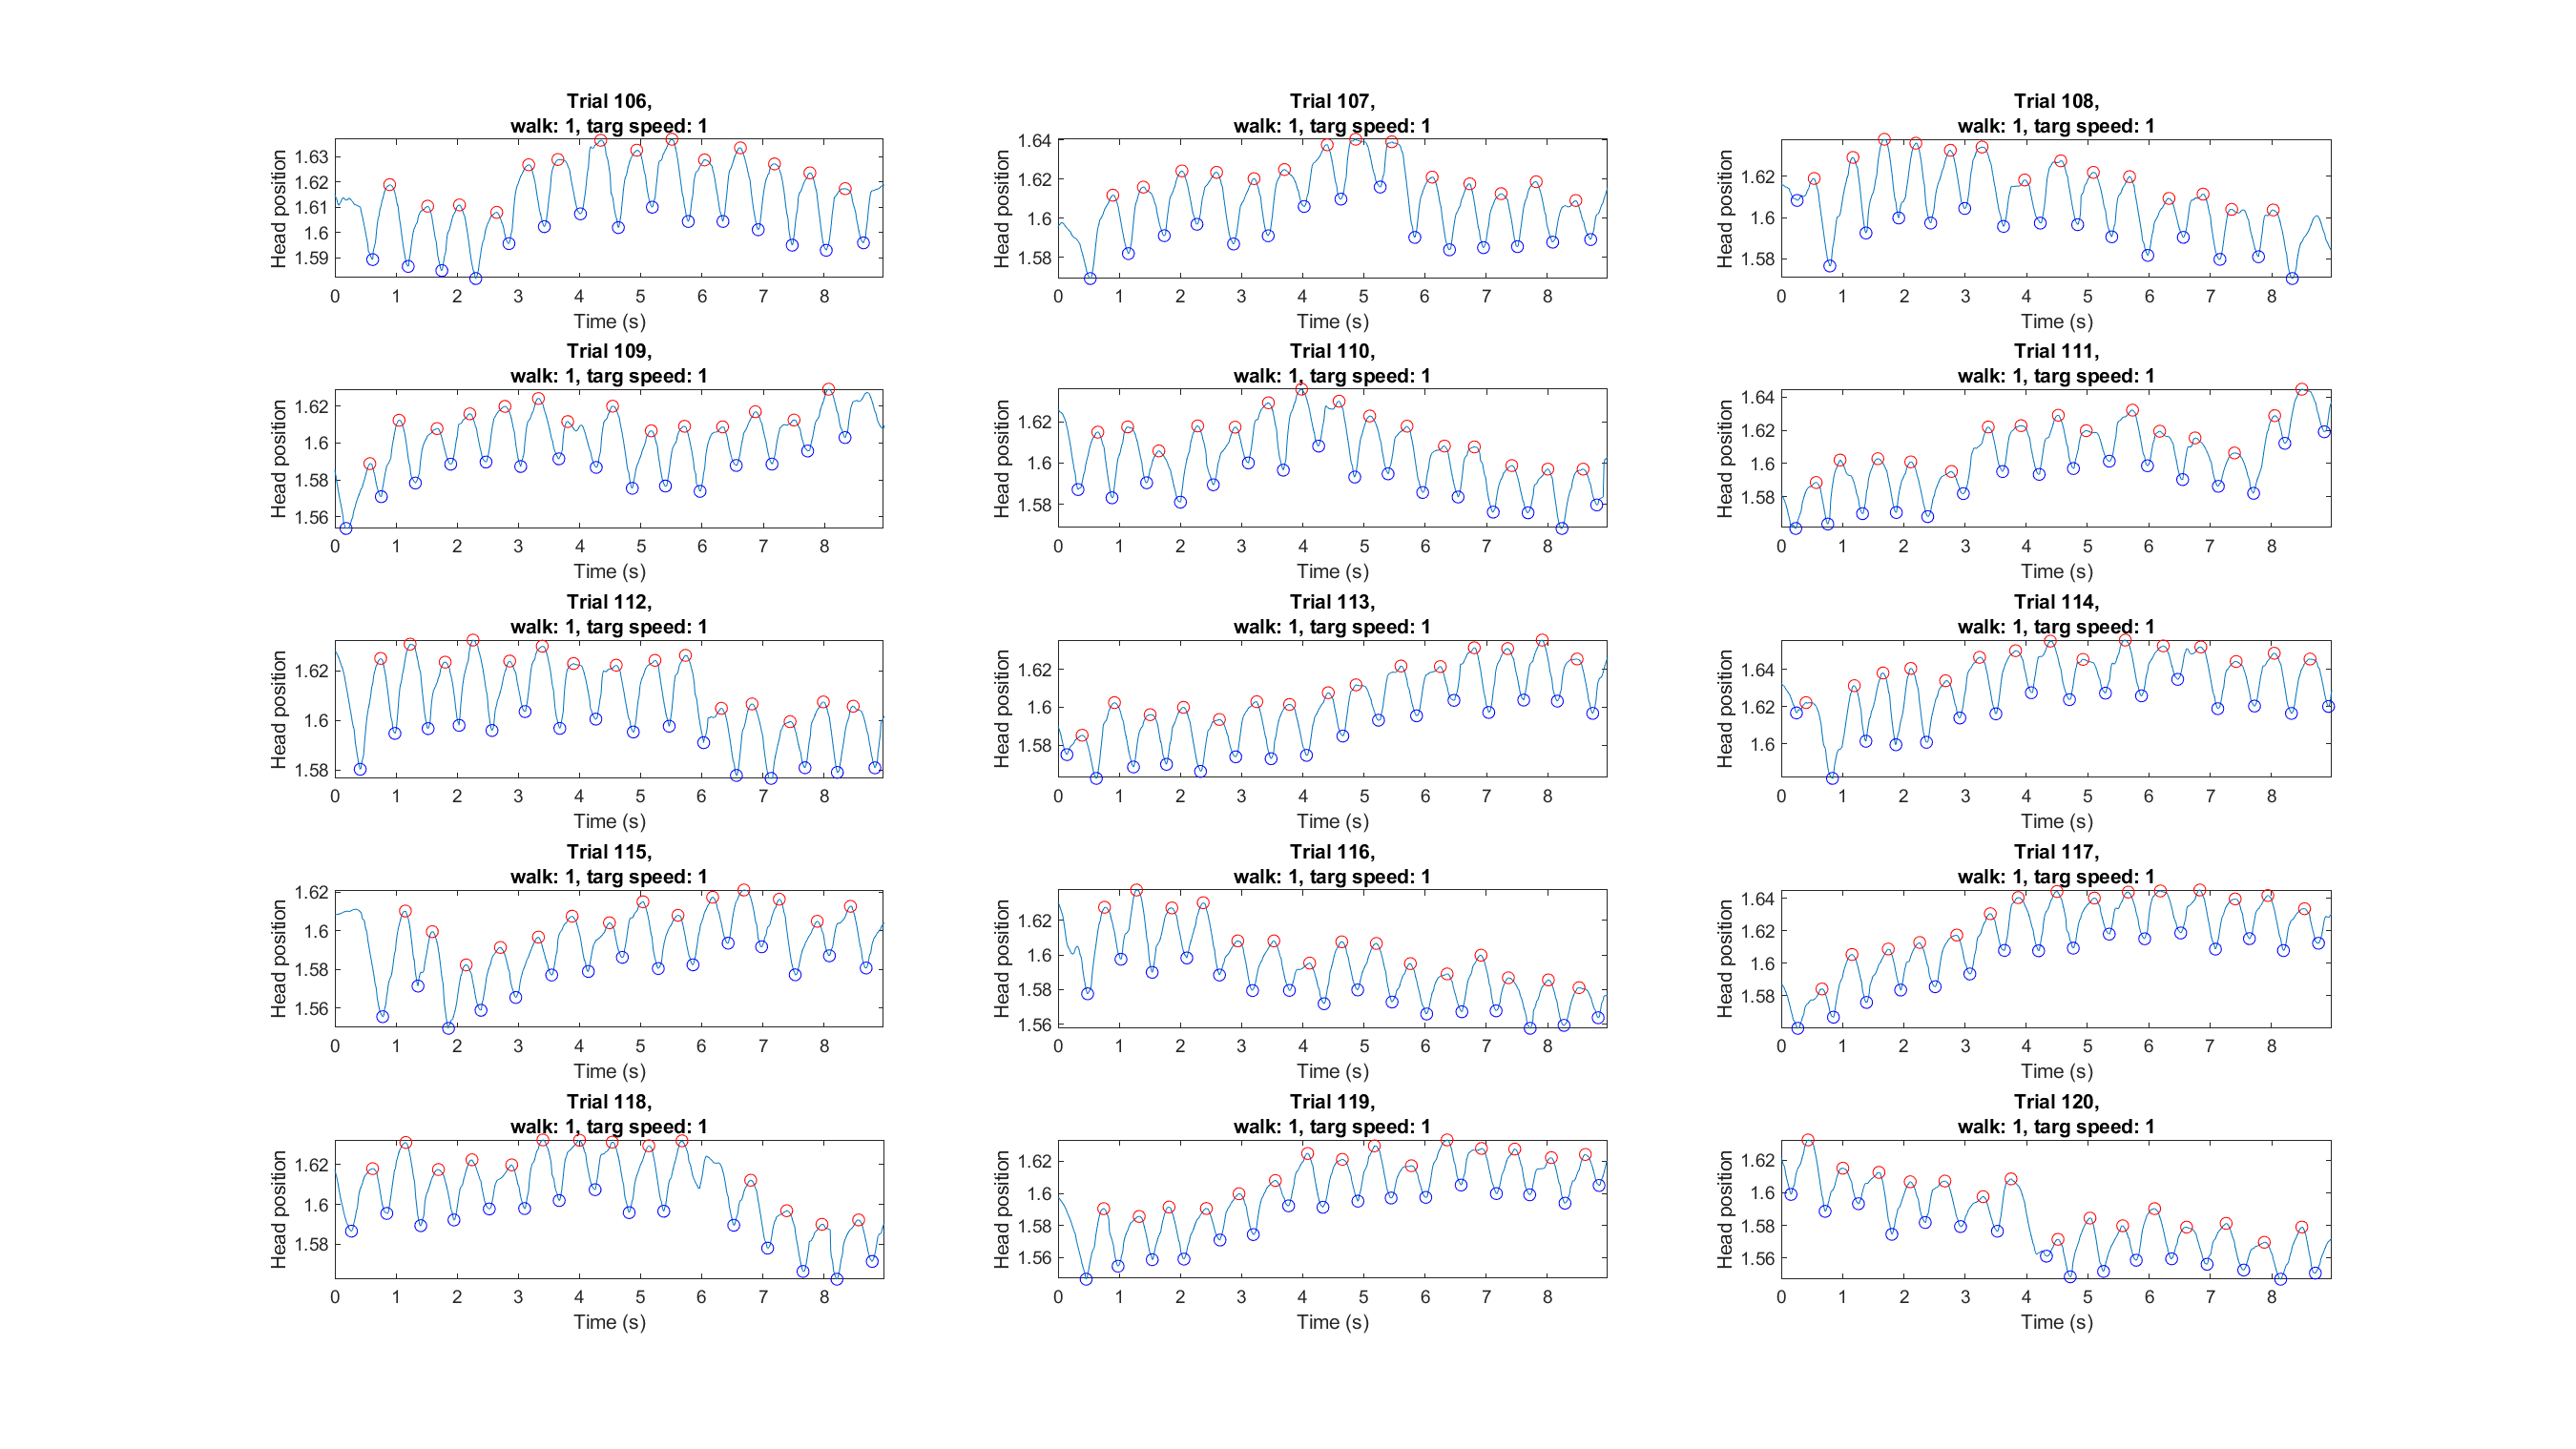 Trial 106,
walk: 1, targ speed: 1
Head position
1.63
1.62
1.61
1.6
1.59
0 1 2 3 4 5 6 7 8
Time (s)
Trial 107,
walk: 1, targ speed: 1
Head position
1.64
1.62
1.6
1.58
0 1 2 3 4 5 6 7 8
Time (s)
Trial 108,
walk: 1, targ speed: 1
Head position
1.62
1.6
1.58
0 1 2 3 4 5 6 7 8
Time (s)
Trial 109,
walk: 1, targ speed: 1
Head position
1.62
1.6
1.58
1.56
0 1 2 3 4 5 6 7 8
Time (s)
Trial 110,
walk: 1, targ speed: 1
Head position
1.62
1.6
1.58
0 1 2 3 4 5 6 7 8
Time (s)
Trial 111,
walk: 1, targ speed: 1
Head position
1.64
1.62
1.6
1.58
0 1 2 3 4 5 6 7 8
Time (s)
Trial 112,
walk: 1, targ speed: 1
Head position
1.62
1.6
1.58
0 1 2 3 4 5 6 7 8
Time (s)
Trial 113,
walk: 1, targ speed: 1
Head position
1.62
1.6
1.58
0 1 2 3 4 5 6 7 8
Time (s)
Trial 114,
walk: 1, targ speed: 1
Head position
1.64
1.62
1.6
0 1 2 3 4 5 6 7 8
Time (s)
Trial 115,
walk: 1, targ speed: 1
Head position
1.62
1.6
1.58
1.56
0 1 2 3 4 5 6 7 8
Time (s)
Trial 116,
walk: 1, targ speed: 1
Head position
1.62
1.6
1.58
1.56
0 1 2 3 4 5 6 7 8
Time (s)
Trial 117,
walk: 1, targ speed: 1
Head position
1.64
1.62
1.6
1.58
0 1 2 3 4 5 6 7 8
Time (s)
Trial 118,
walk: 1, targ speed: 1
Head position
1.62
1.6
1.58
0 1 2 3 4 5 6 7 8
Time (s)
Trial 119,
walk: 1, targ speed: 1
Head position
1.62
1.6
1.58
1.56
0 1 2 3 4 5 6 7 8
Time (s)
Trial 120,
walk: 1, targ speed: 1
Head position
1.62
1.6
1.58
1.56
0 1 2 3 4 5 6 7 8
Time (s)